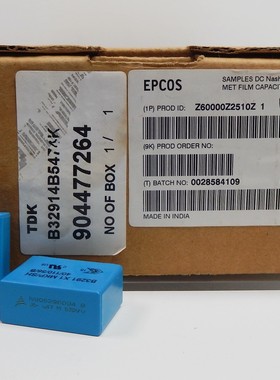 TDK
B32914B5474K
904477264
NO OF BOX 1 / 1
EPCOS
SAMPLES DC Nash
MET FILM CAPACIT
(1P) PROD ID: Z60000Z2510Z 1
(9K) PROD ORDER NO:
(T) BATCH NO: 0028584109
MADE IN INDIA